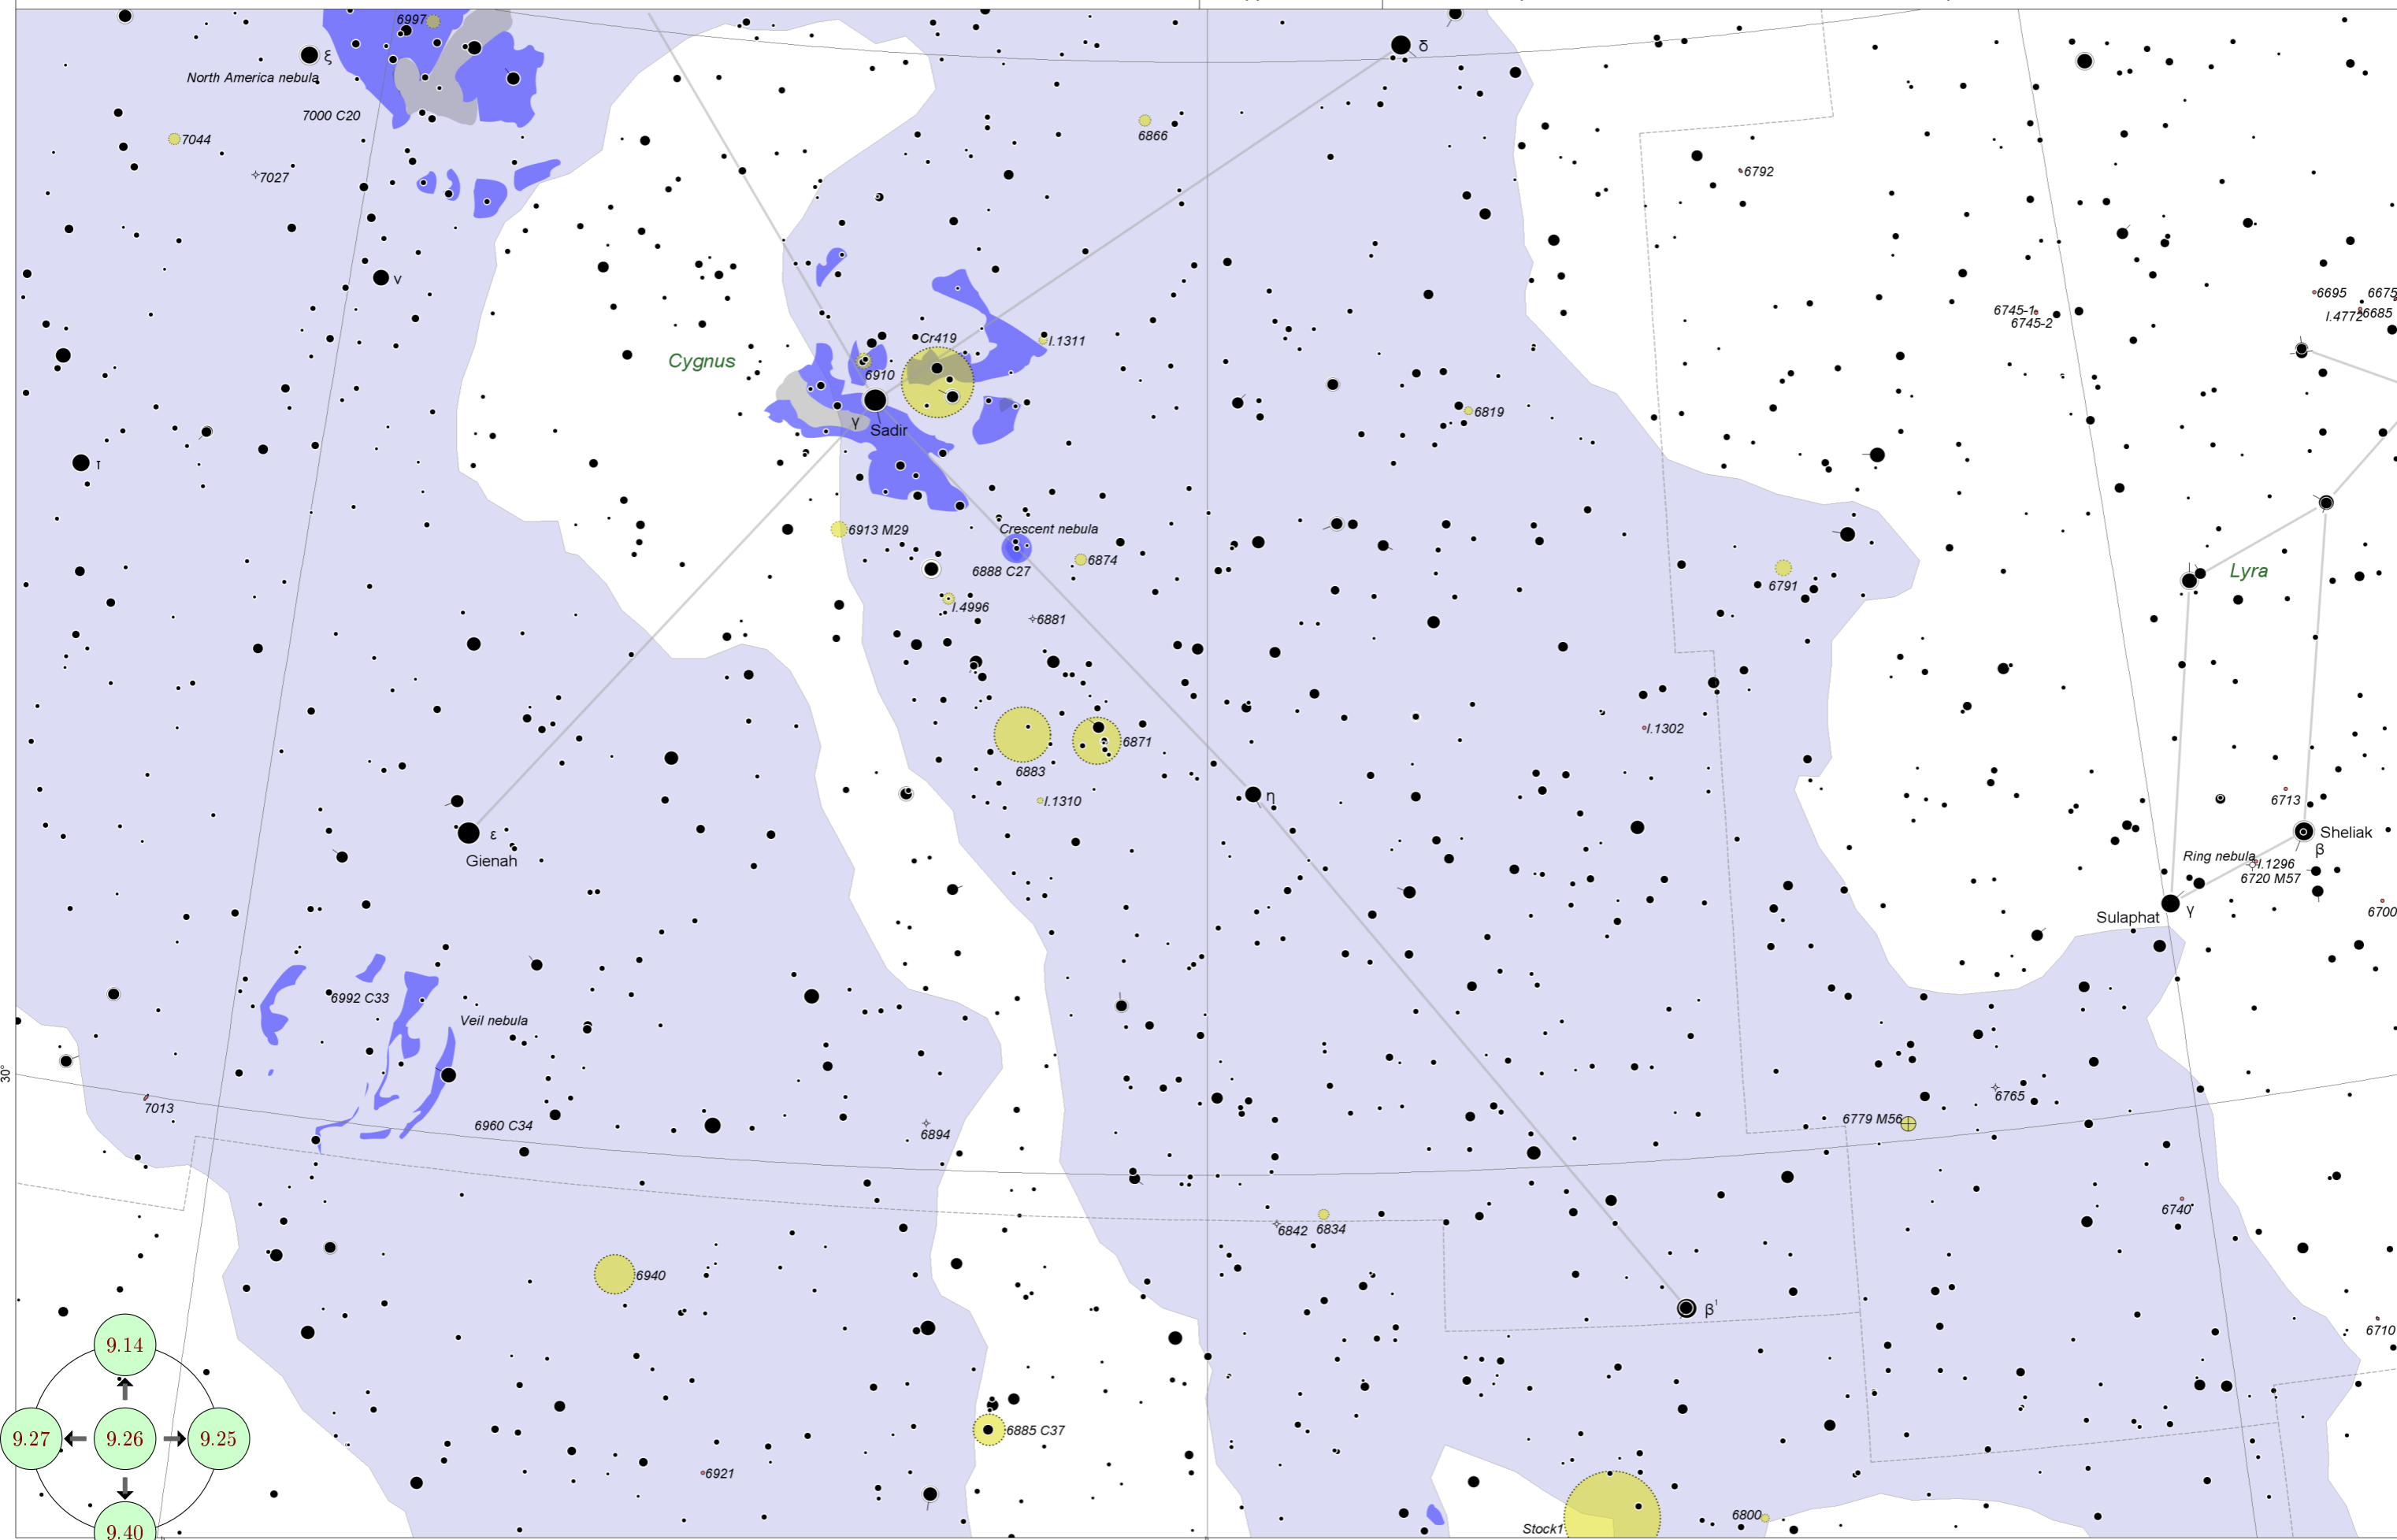 6997
ξ
North America nebula
7000 C20
7044
7027
δ
6866
6792
ν
Cygnus
Cr419
I.1311
6910
γ
Sadir
6819
6695
6675
6745-1
6745-2
I.4772
6685
τ
6913 M29
Crescent nebula
6888 C27
6874
I.4996
6881
6791
Lyra
6883
6871
I.1310
I.1302
η
ε
Gienah
6713
Sheliak
β
Ring nebula
I.1296
6720 M57
Sulaphat
γ
6700
6992 C33
Veil nebula
30°
7013
6960 C34
6894
6779 M56
6765
6740
6842
6834
6940
β1
6710
9.14
9.27
9.26
9.25
9.40
6885 C37
6921
Stock1
6800